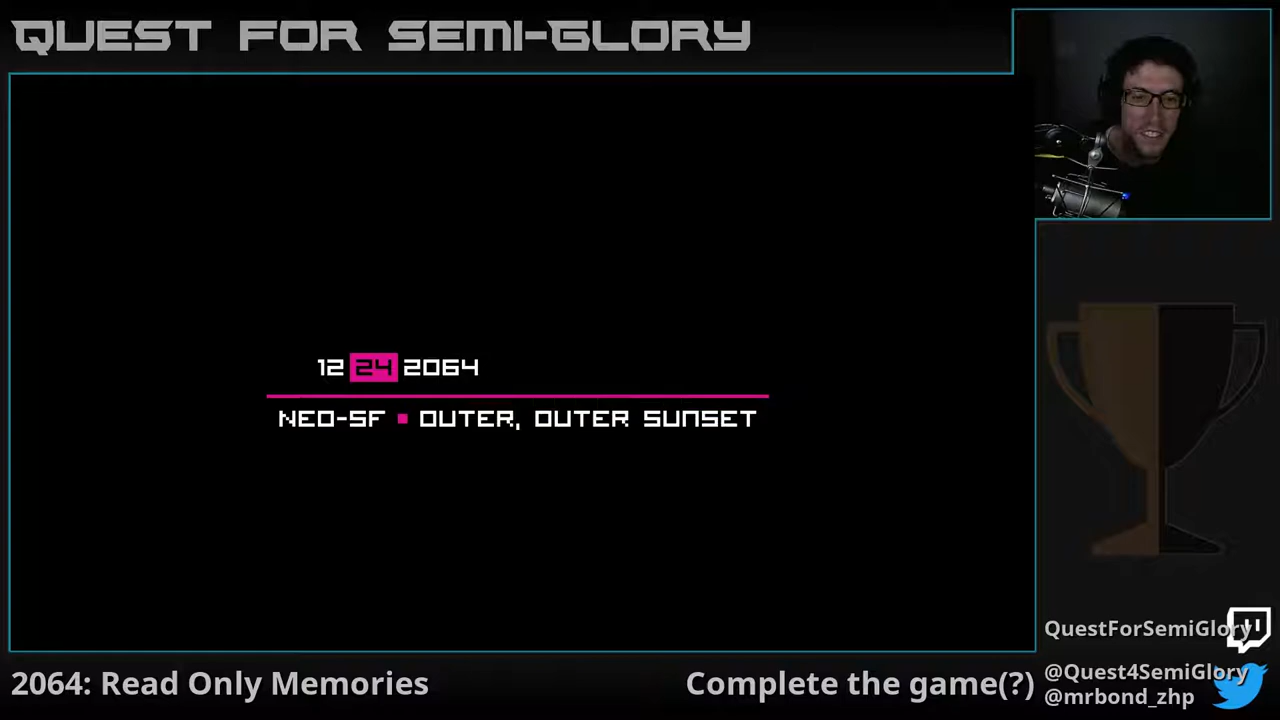 QUEST FOR SEMI-GLORY
12 24 2064
NEO-SF ▪ OUTER, OUTER SUNSET
QuestForSemiGlory
@Quest4SemiGlory
@mrbond_zhp
2064: Read Only Memories
Complete the game(?)